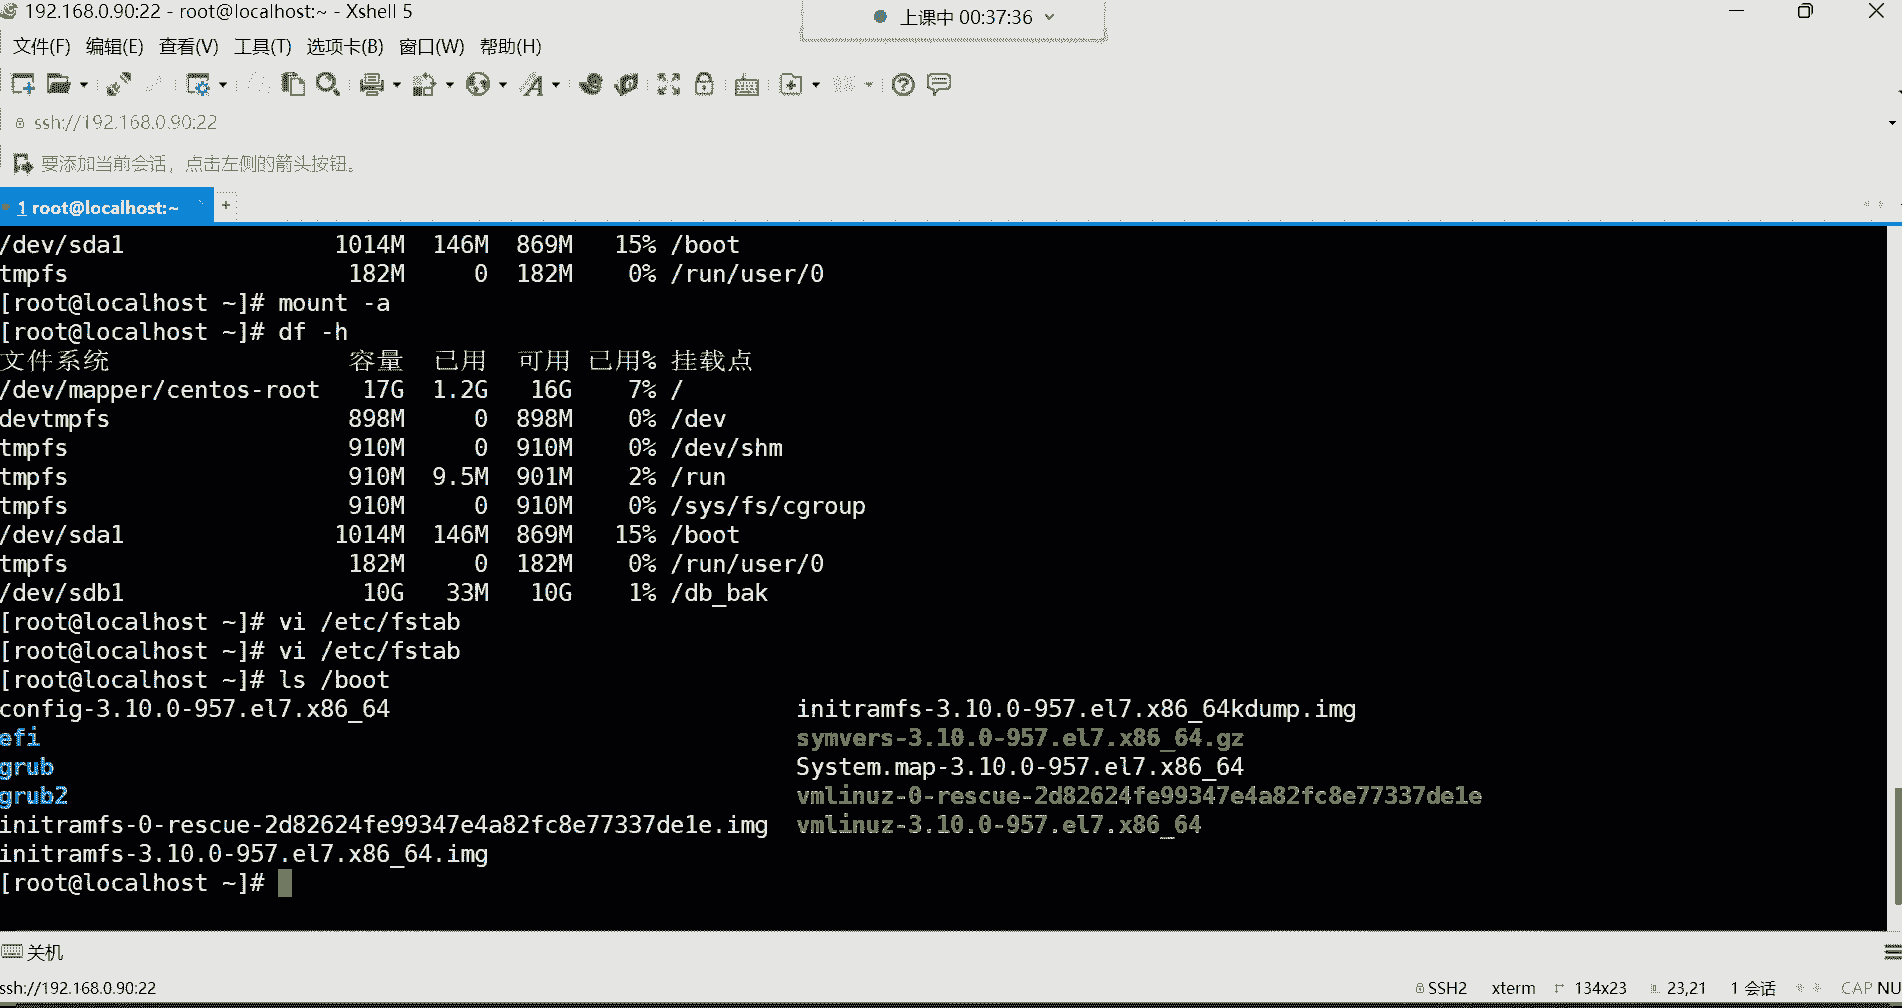 192.168.0.90:22 - root@localhost:~ - Xshell 5
上课中 00:37:36
文件(F) 编辑(E) 查看(V) 工具(T) 选项卡(B) 窗口(W) 帮助(H)
ssh://192.168.0.90:22
要添加当前会话，点击左侧的箭头按钮。
1 root@localhost:~ +
/dev/sda1 1014M 146M 869M 15% /boot
tmpfs 182M 0 182M 0% /run/user/0
[root@localhost ~]# mount -a
[root@localhost ~]# df -h
文件系统 容量 已用 可用 已用% 挂载点
/dev/mapper/centos-root 17G 1.2G 16G 7% /
devtmpfs 898M 0 898M 0% /dev
tmpfs 910M 0 910M 0% /dev/shm
tmpfs 910M 9.5M 901M 2% /run
tmpfs 910M 0 910M 0% /sys/fs/cgroup
/dev/sda1 1014M 146M 869M 15% /boot
tmpfs 182M 0 182M 0% /run/user/0
/dev/sdb1 10G 33M 10G 1% /db_bak
[root@localhost ~]# vi /etc/fstab
[root@localhost ~]# vi /etc/fstab
[root@localhost ~]# ls /boot
config-3.10.0-957.el7.x86_64 initramfs-3.10.0-957.el7.x86_64kdump.img
efi symvers-3.10.0-957.el7.x86_64.gz
grub System.map-3.10.0-957.el7.x86_64
grub2 vmlinuz-0-rescue-2d82624fe99347e4a82fc8e77337de1e
initramfs-0-rescue-2d82624fe99347e4a82fc8e77337de1e.img vmlinuz-3.10.0-957.el7.x86_64
initramfs-3.10.0-957.el7.x86_64.img
[root@localhost ~]#
关机
ssh://192.168.0.90:22 SSH2 xterm 134x23 23,21 1 会话 CAP NU